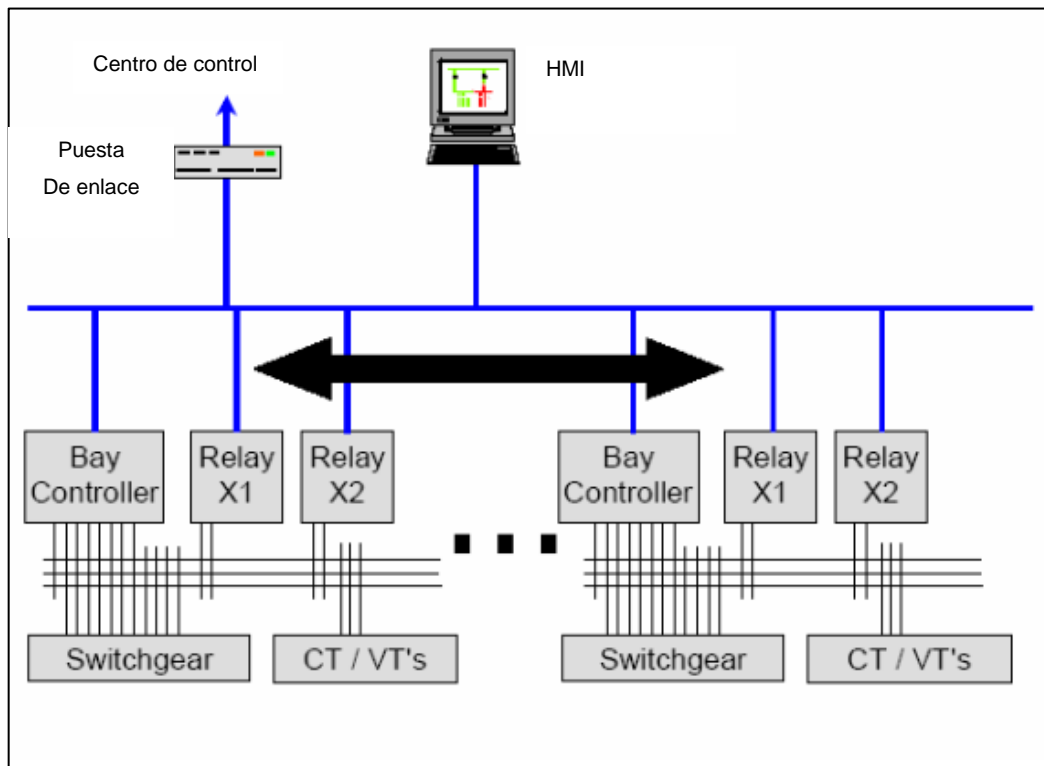 Centro de control
HMI
Puesta
De enlace
Bay
Controller
Relay
X1
Relay
X2
Bay
Controller
Relay
X1
Relay
X2
Switchgear
CT / VT's
Switchgear
CT / VT's